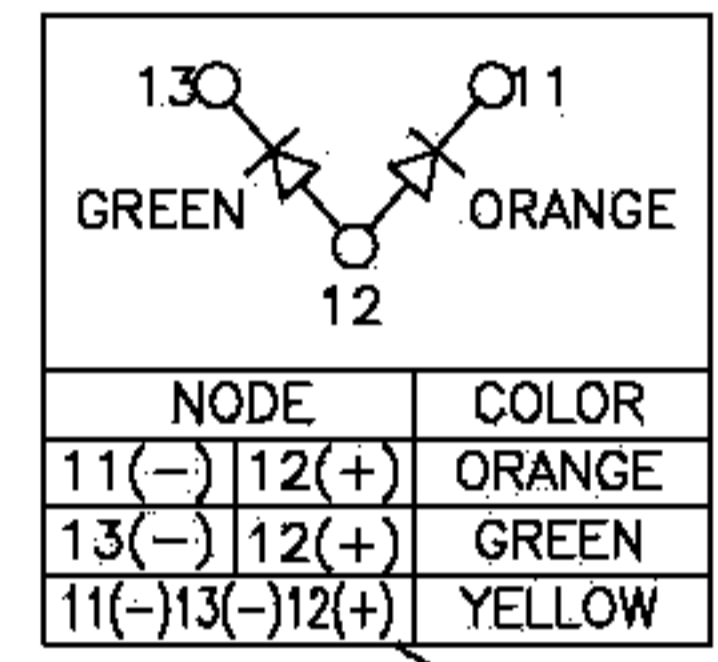 13 11
GREEN ORANGE
12
NODE COLOR
11(-) 12(+) ORANGE
13(-) 12(+) GREEN
11(-)13(-)12(+) YELLOW